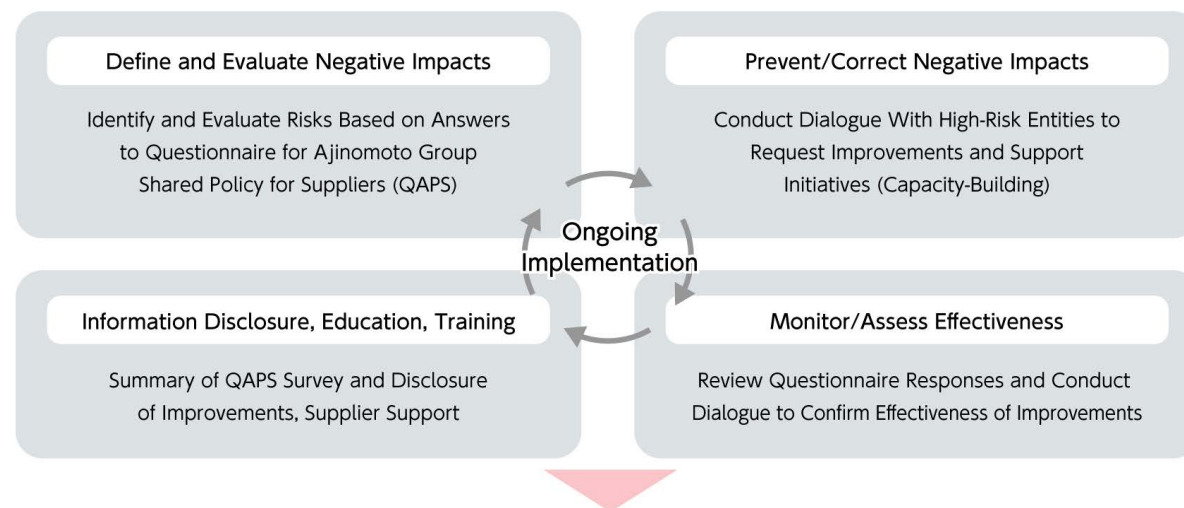 Define and Evaluate Negative Impacts
Identify and Evaluate Risks Based on Answers
to Questionnaire for Ajinomoto Group
Shared Policy for Suppliers (QAPS)
Prevent/Correct Negative Impacts
Conduct Dialogue With High-Risk Entities to
Request Improvements and Support
Initiatives (Capacity-Building)
Ongoing
Implementation
Information Disclosure, Education, Training
Summary of QAPS Survey and Disclosure
of Improvements, Supplier Support
Monitor/Assess Effectiveness
Review Questionnaire Responses and Conduct
Dialogue to Confirm Effectiveness of Improvements